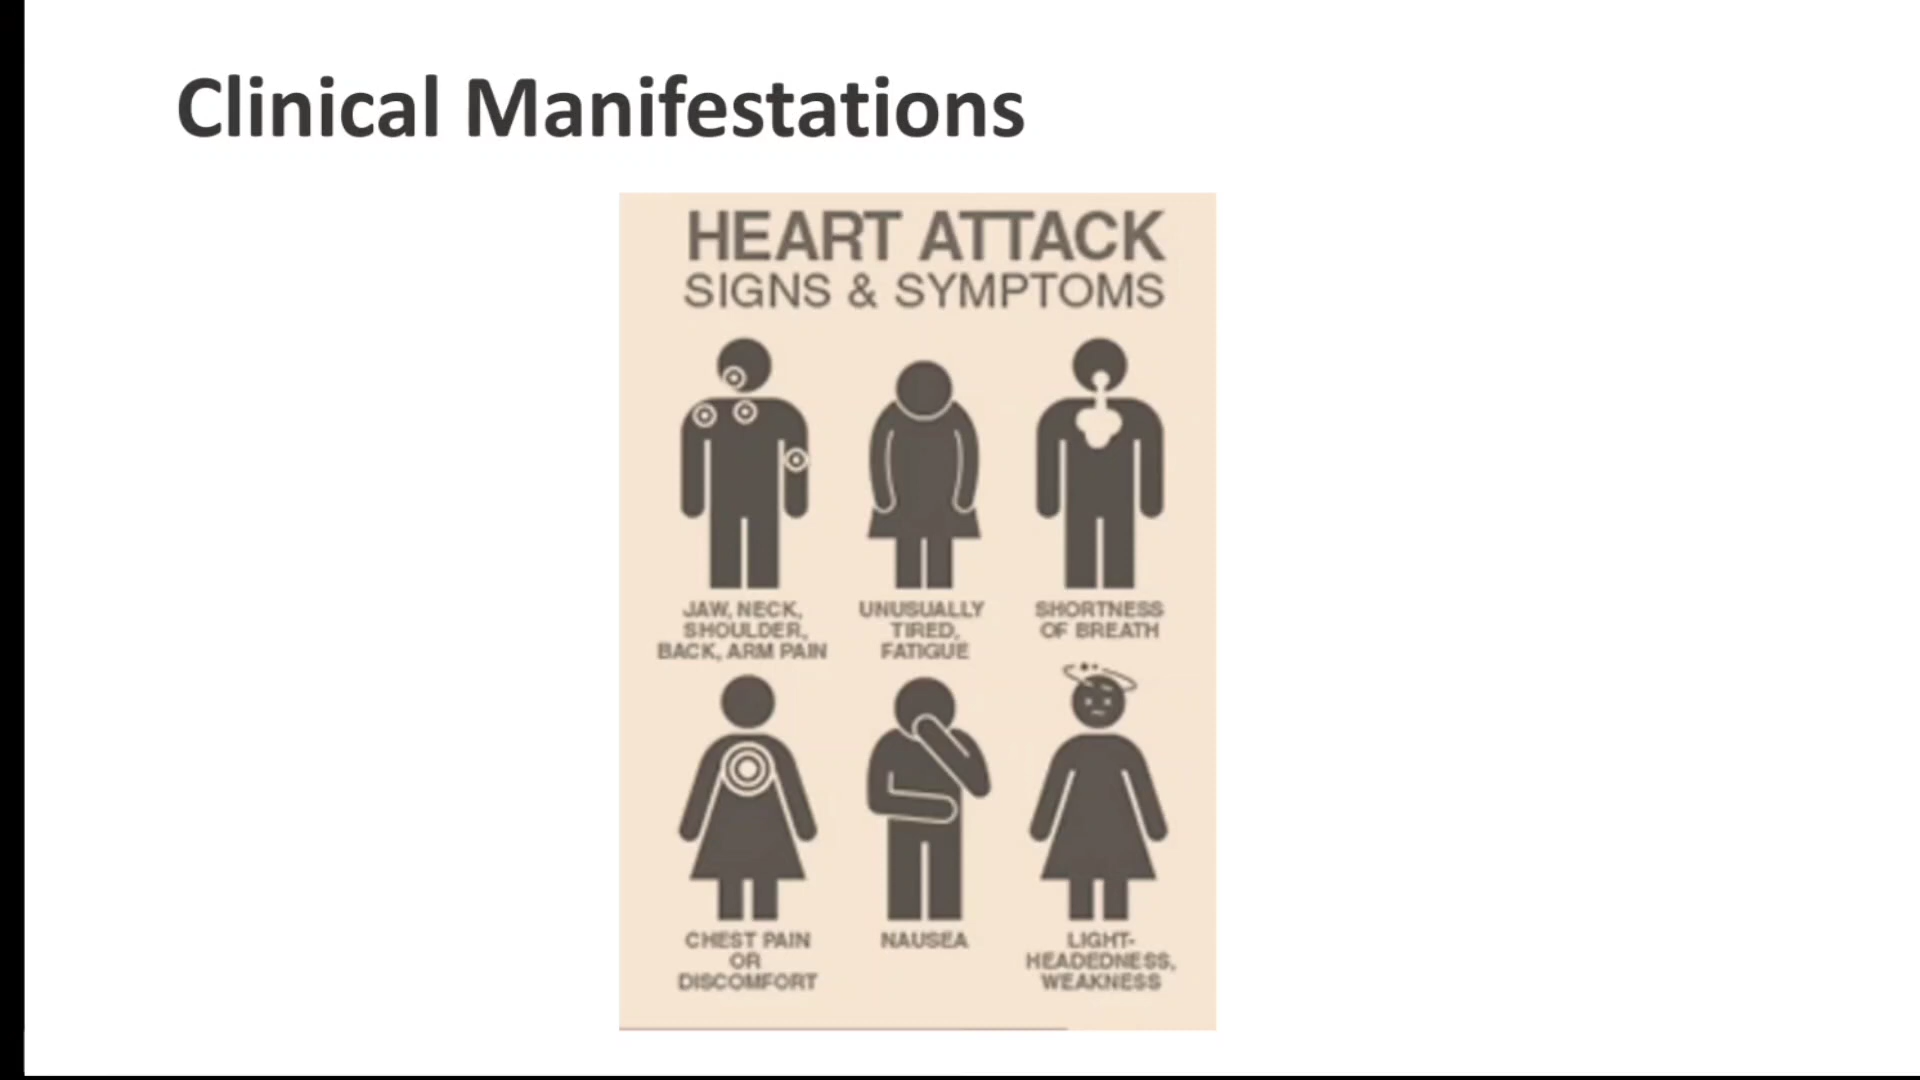 Clinical Manifestations
HEART ATTACK
SIGNS & SYMPTOMS
JAW, NECK,
SHOULDER,
BACK, ARM PAIN
UNUSUALLY
TIRED,
FATIGUE
SHORTNESS
OF BREATH
CHEST PAIN
OR
DISCOMFORT
NAUSEA
LIGHT-
HEADEDNESS,
WEAKNESS